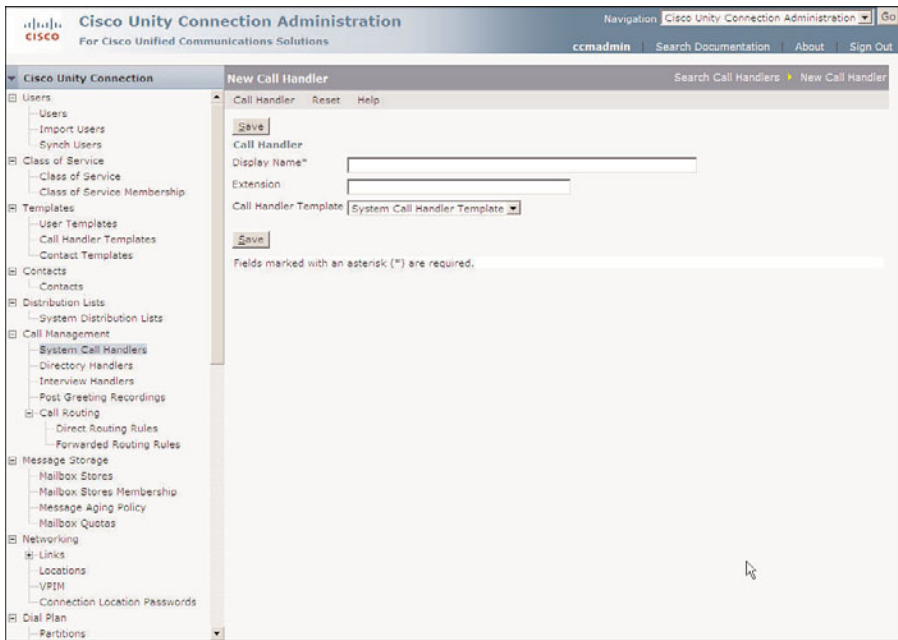 cisco
Cisco Unity Connection Administration
For Cisco Unified Communications Solutions
Navigation Cisco Unity Connection Administration Go
ccmadmin Search Documentation About Sign Out
Cisco Unity Connection
Users
Users
Import Users
Synch Users
Class of Service
Class of Service
Class of Service Membership
Templates
User Templates
Call Handler Templates
Contact Templates
Contacts
Contacts
Distribution Lists
System Distribution Lists
Call Management
System Call Handlers
Directory Handlers
Interview Handlers
Post Greeting Recordings
Call Routing
Direct Routing Rules
Forwarded Routing Rules
Message Storage
Mailbox Stores
Mailbox Stores Membership
Message Aging Policy
Mailbox Quotas
Networking
Links
Locations
VPIM
Connection Location Passwords
Dial Plan
Partitions
New Call Handler
Search Call Handlers New Call Handler
Call Handler Reset Help
Save
Call Handler
Display Name*
Extension
Call Handler Template System Call Handler Template
Save
Fields marked with an asterisk (*) are required.